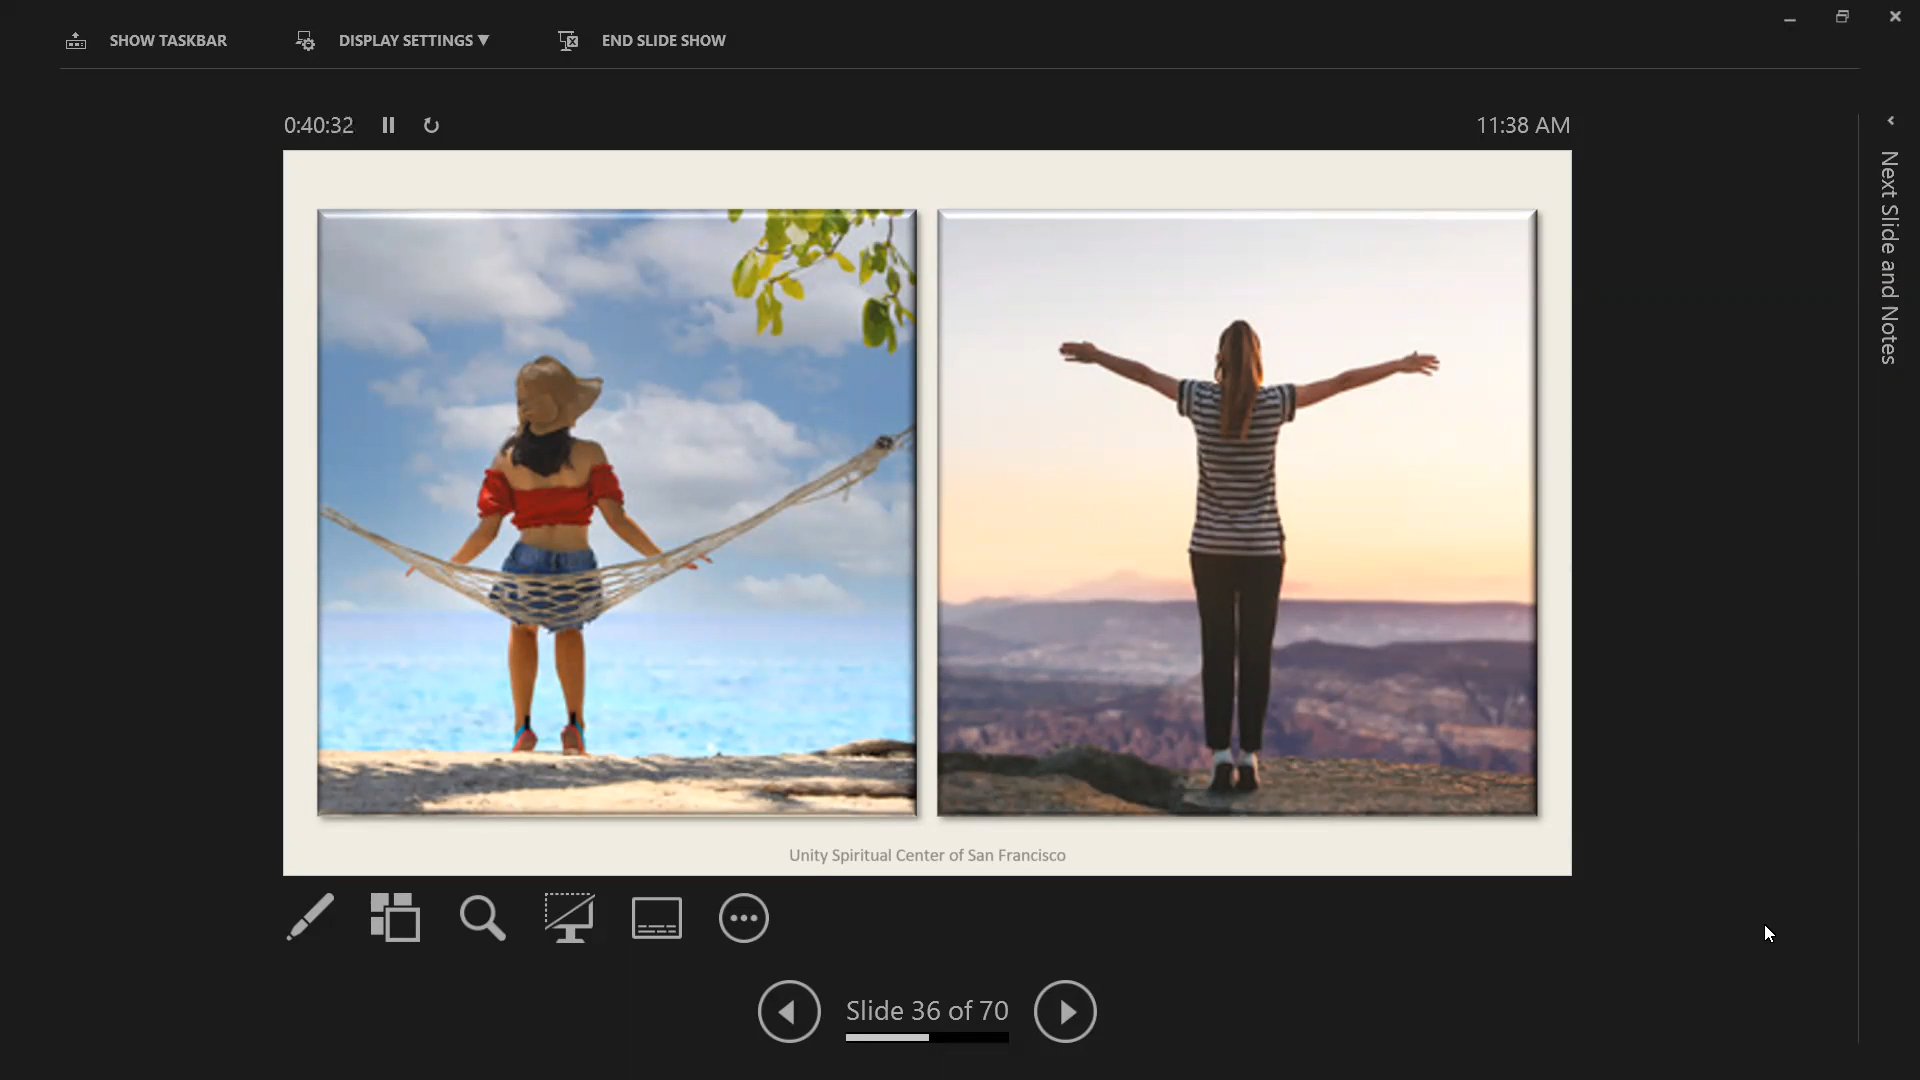 SHOW TASKBAR
DISPLAY SETTINGS ▼
END SLIDE SHOW
0:40:32
11:38 AM
Next Slide and Notes
Unity Spiritual Center of San Francisco
Slide 36 of 70